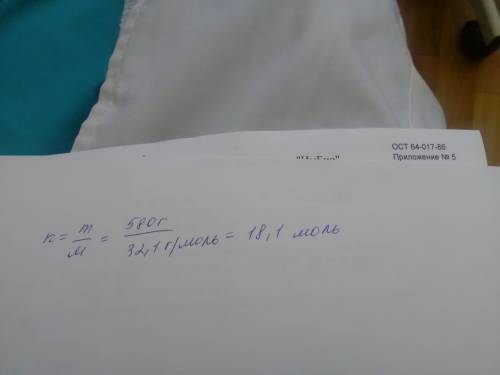 ОСТ 64-017-86
Приложение № 5
n = m/M = 580г/32,1 г/моль = 18,1 моль